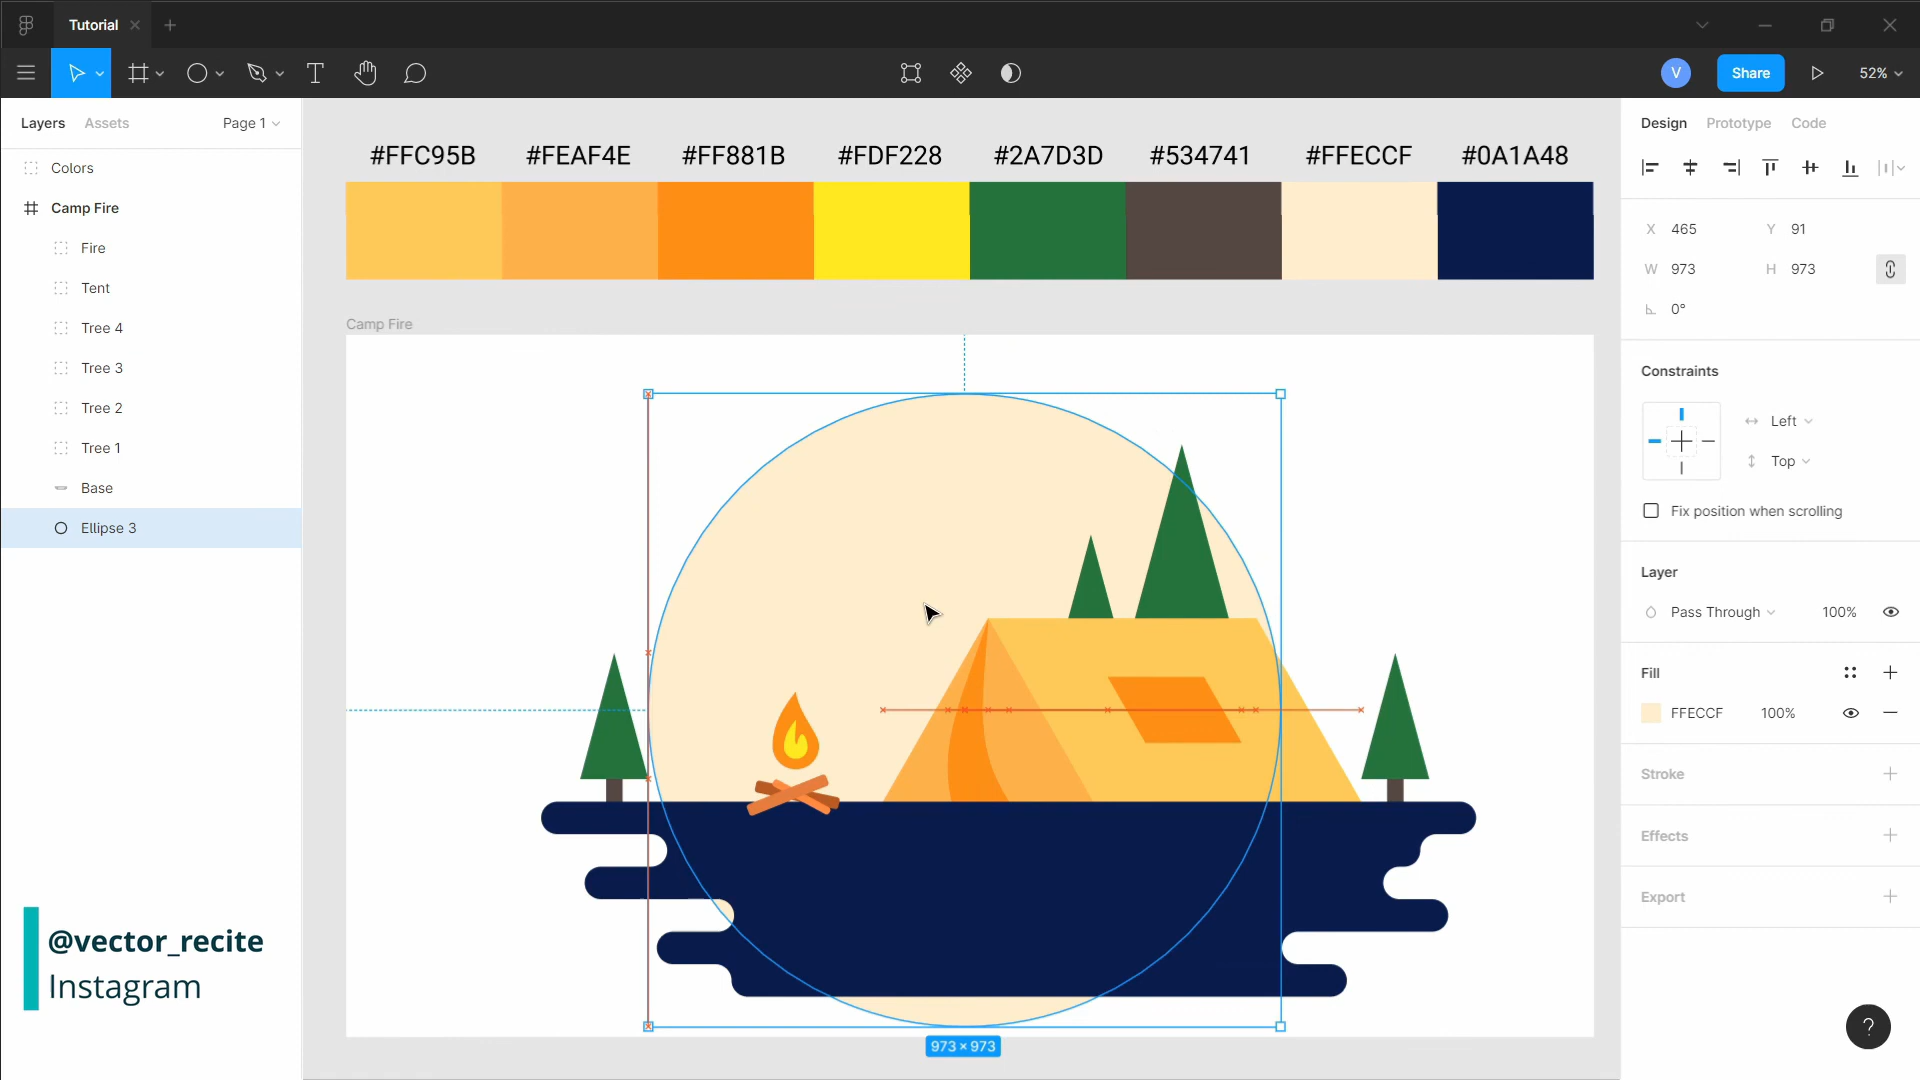 Tutorial
Share
52%
V
Layers
Assets
Page 1
Colors
Camp Fire
Fire
Tent
Tree 4
Tree 3
Tree 2
Tree 1
Base
Ellipse 3
@vector_recite
Instagram
#FFC95B
#FEAF4E
#FF881B
#FDF228
#2A7D3D
#534741
#FFECCF
#0A1A48
Camp Fire
973 × 973
Design
Prototype
Code
X 465
Y 91
W 973
H 973
0°
Constraints
Left
Top
Fix position when scrolling
Layer
Pass Through
100%
Fill
FFECCF
100%
Stroke
Effects
Export
?